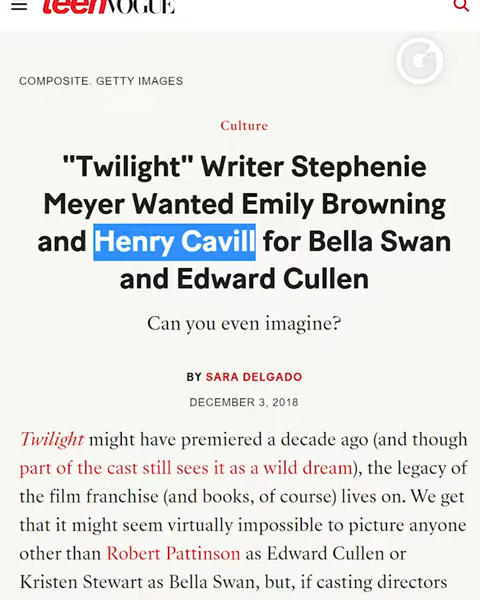 teenVOGUE
COMPOSITE. GETTY IMAGES
Culture
"Twilight" Writer Stephenie
Meyer Wanted Emily Browning
and Henry Cavill for Bella Swan
and Edward Cullen
Can you even imagine?
BY SARA DELGADO
DECEMBER 3, 2018
Twilight might have premiered a decade ago (and though
part of the cast still sees it as a wild dream), the legacy of
the film franchise (and books, of course) lives on. We get
that it might seem virtually impossible to picture anyone
other than Robert Pattinson as Edward Cullen or
Kristen Stewart as Bella Swan, but, if casting directors